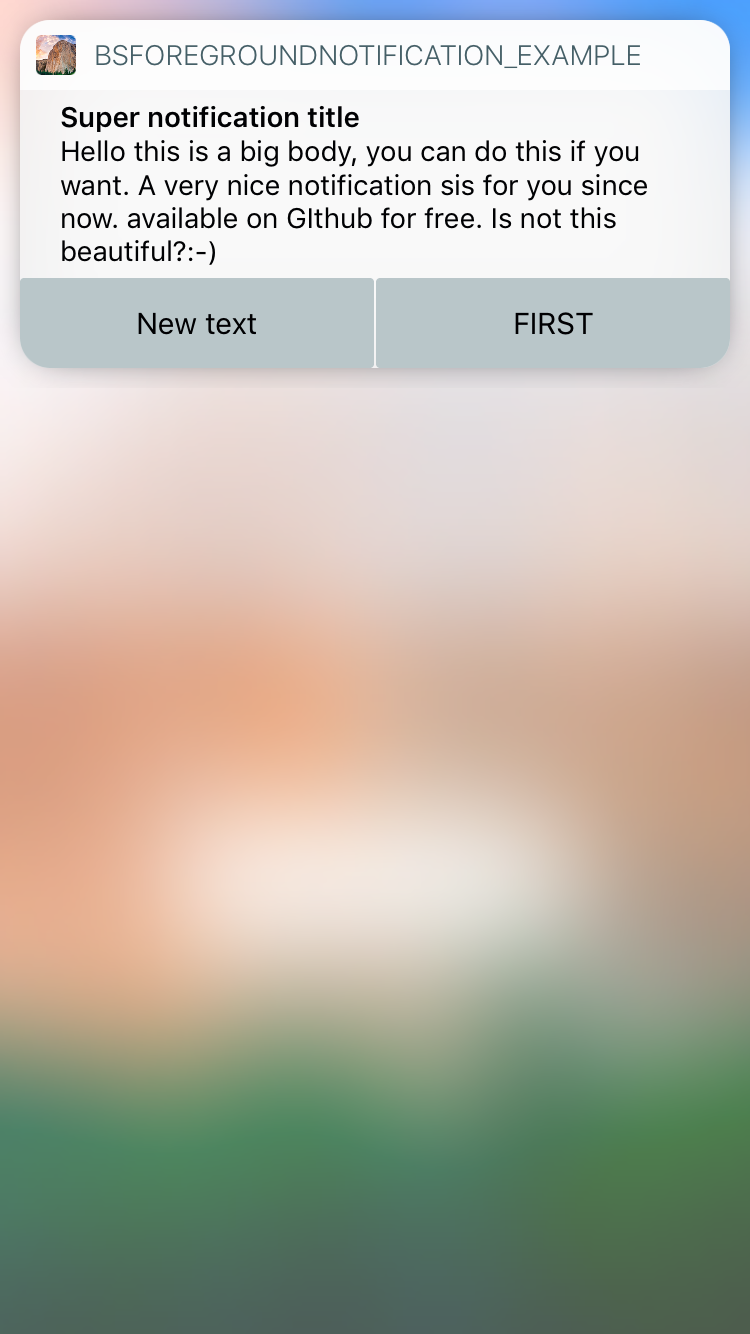 BSFOREGROUNDNOTIFICATION_EXAMPLE
Super notification title
Hello this is a big body, you can do this if you
want. A very nice notification sis for you since
now. available on GIthub for free. Is not this
beautiful?:-)
New text
FIRST